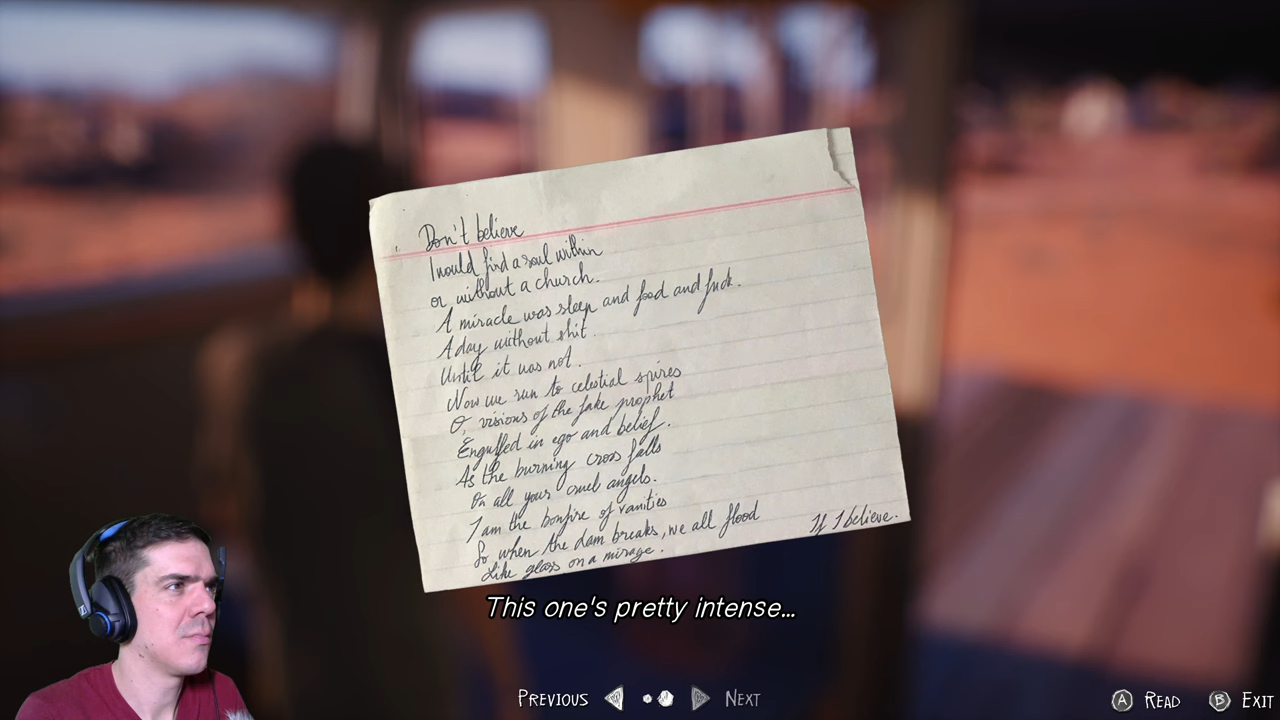 Don't believe
I would find a soul within
or without a church.
A miracle was sleep and food and fuck.
A day without shit.
Until it was not.
Now we run to celestial spires
O, visions of the fake prophet
Engulfed in ego and belief.
As the burning cross falls
On all your cruel angels.
I am the bonfire of vanities
So when the dam breaks, we all flood
Like glass on a mirage.
If I believe.
This one's pretty intense...
Previous
Next
A Read
B Exit